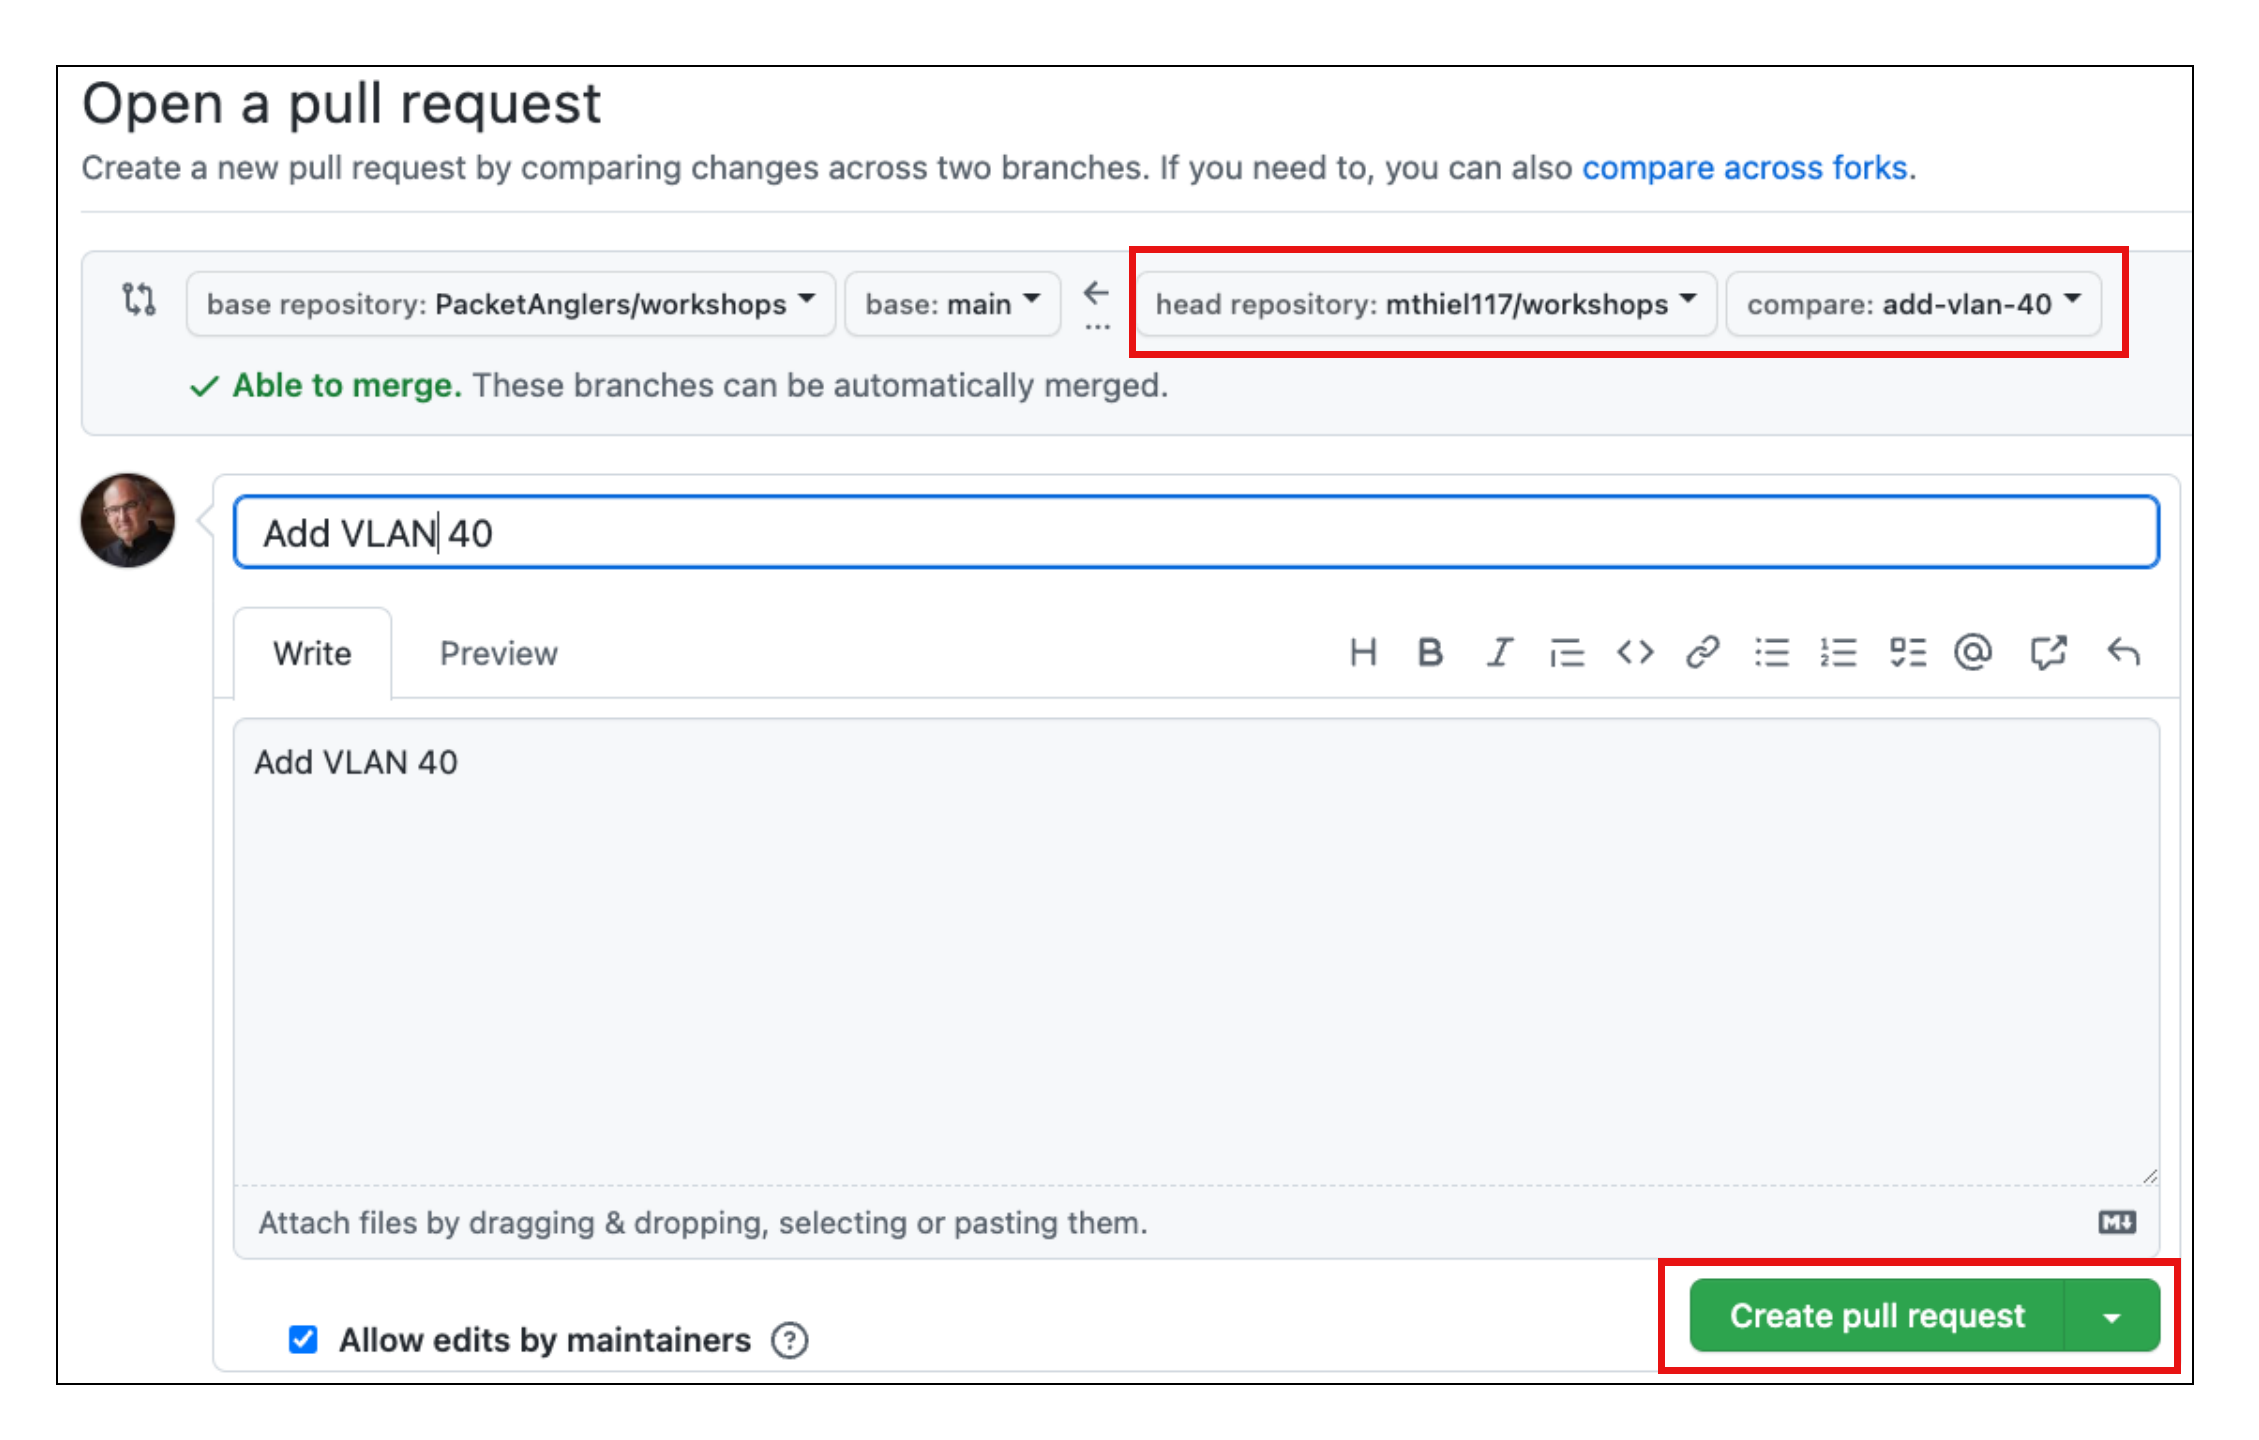 Open a pull request
Create a new pull request by comparing changes across two branches. If you need to, you can also compare across forks.
base repository: PacketAnglers/workshops base: main ← head repository: mthiel117/workshops compare: add-vlan-40
...
✓ Able to merge. These branches can be automatically merged.
Add VLAN 40
Write Preview
Add VLAN 40
Attach files by dragging & dropping, selecting or pasting them.
Create pull request
Allow edits by maintainers